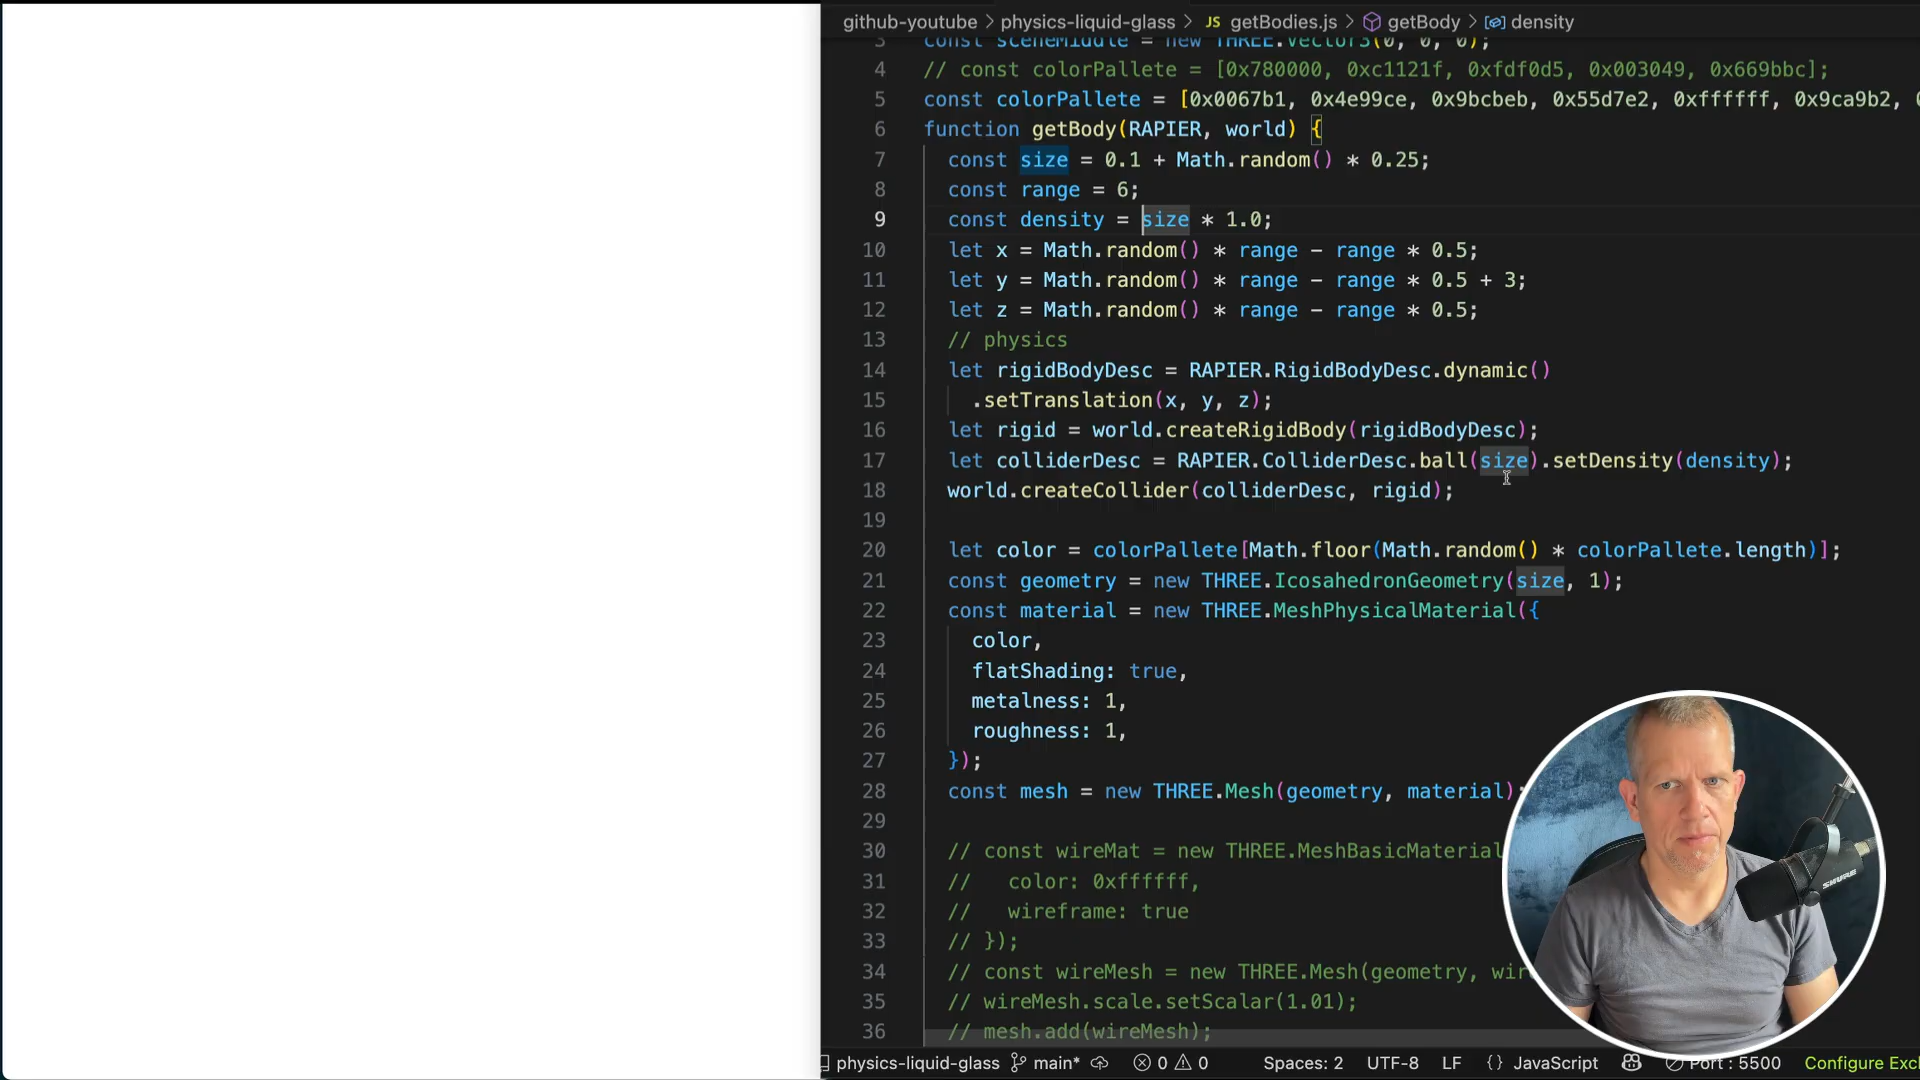 github-youtube > physics-liquid-glass > JS getBodies.js > getBody > density
3 const sceneMiddle = new THREE.Vector3(0, 0, 0);
4 // const colorPallete = [0x780000, 0xc1121f, 0xfdf0d5, 0x003049, 0x669bbc];
5 const colorPallete = [0x0067b1, 0x4e99ce, 0x9bcbeb, 0x55d7e2, 0xffffff, 0x9ca9b2,
6 function getBody(RAPIER, world) {
7 const size = 0.1 + Math.random() * 0.25;
8 const range = 6;
9 const density = size * 1.0;
10 let x = Math.random() * range - range * 0.5;
11 let y = Math.random() * range - range * 0.5 + 3;
12 let z = Math.random() * range - range * 0.5;
13 // physics
14 let rigidBodyDesc = RAPIER.RigidBodyDesc.dynamic()
15 .setTranslation(x, y, z);
16 let rigid = world.createRigidBody(rigidBodyDesc);
17 let colliderDesc = RAPIER.ColliderDesc.ball(size).setDensity(density);
18 world.createCollider(colliderDesc, rigid);
19
20 let color = colorPallete[Math.floor(Math.random() * colorPallete.length)];
21 const geometry = new THREE.IcosahedronGeometry(size, 1);
22 const material = new THREE.MeshPhysicalMaterial({
23 color,
24 flatShading: true,
25 metalness: 1,
26 roughness: 1,
27 });
28 const mesh = new THREE.Mesh(geometry, material);
29
30 // const wireMat = new THREE.MeshBasicMaterial
31 // color: 0xffffff,
32 // wireframe: true
33 // });
34 // const wireMesh = new THREE.Mesh(geometry,
35 // wireMesh.scale.setScalar(1.01);
36 // mesh.add(wireMesh);
physics-liquid-glass main* 0 0 Spaces: 2 UTF-8 LF {} JavaScript Port : 5500 Configure
SHURE